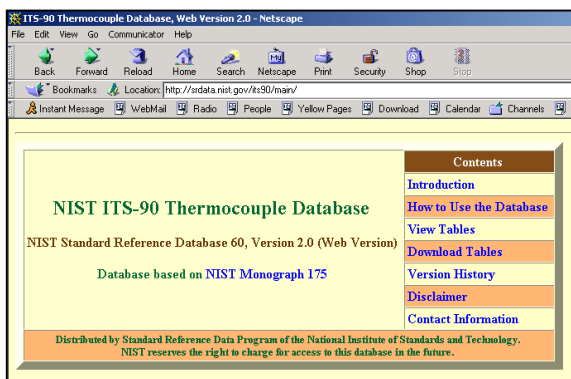 ITS-90 Thermocouple Database, Web Version 2.0 - Netscape
File Edit View Go Communicator Help
Back Forward Reload Home Search Netscape Print Security Shop Stop
Bookmarks Location: http://srdata.nist.gov/its90/main/
Instant Message WebMail Radio People Yellow Pages Download Calendar Channels
NIST ITS-90 Thermocouple Database
NIST Standard Reference Database 60, Version 2.0 (Web Version)
Database based on NIST Monograph 175
Contents
Introduction
How to Use the Database
View Tables
Download Tables
Version History
Disclaimer
Contact Information
Distributed by Standard Reference Data Program of the National Institute of Standards and Technology.
NIST reserves the right to charge for access to this database in the future.